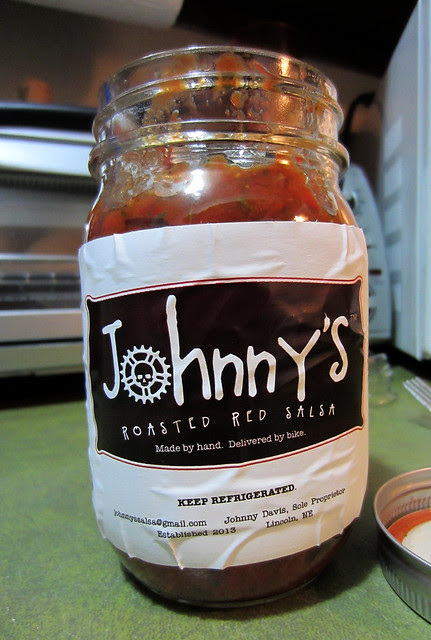 JohnnY'S™
ROASTED RED SALSA
Made by hand. Delivered by bike.
KEEP REFRIGERATED.
johnnyssalsa@gmail.com Johnny Davis, Sole Proprietor
Established 2013 Lincoln, NE